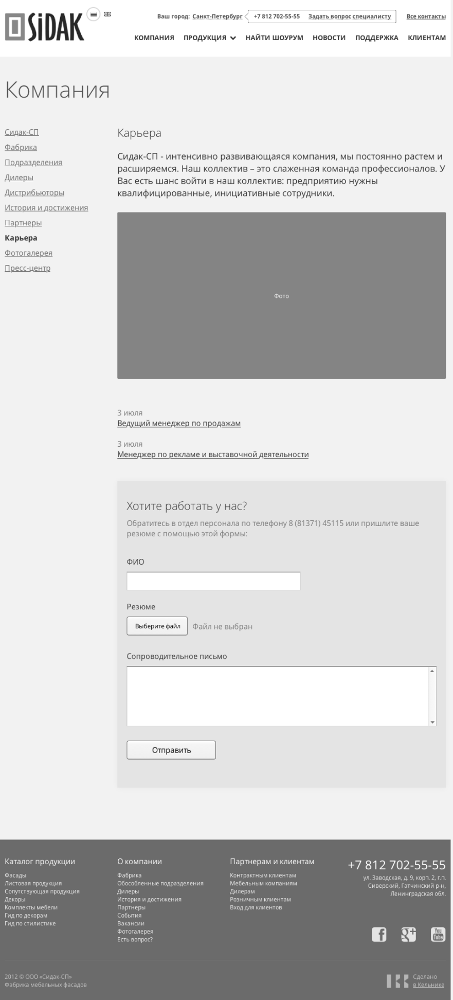 SiDAK
Ваш город: Санкт-Петербург
+7 812 702-55-55 Задать вопрос специалисту
Все контакты
КОМПАНИЯ ПРОДУКЦИЯ НАЙТИ ШОУРУМ НОВОСТИ ПОДДЕРЖКА КЛИЕНТАМ
Компания
Сидак-СП
Фабрика
Подразделения
Дилеры
Дистрибьюторы
История и достижения
Партнеры
Карьера
Фотогалерея
Пресс-центр
Карьера
Сидак-СП - интенсивно развивающаяся компания, мы постоянно растем и
расширяемся. Наш коллектив – это слаженная команда профессионалов. У
Вас есть шанс войти в наш коллектив: предприятию нужны
квалифицированные, инициативные сотрудники.
Фото
3 июля
Ведущий менеджер по продажам
3 июля
Менеджер по рекламе и выставочной деятельности
Хотите работать у нас?
Обратитесь в отдел персонала по телефону 8 (81371) 45115 или пришлите ваше
резюме с помощью этой формы:
ФИО
Резюме
Выберите файл Файл не выбран
Сопроводительное письмо
Отправить
Каталог продукции
Фасады
Листовая продукция
Сопутствующая продукция
Декоры
Комплекты мебели
Гид по декорам
Гид по стилистике
О компании
Фабрика
Обособленные подразделения
Дилеры
История и достижения
Партнеры
События
Вакансии
Фотогалерея
Есть вопрос?
Партнерам и клиентам
Контрактным клиентам
Мебельным компаниям
Дилерам
Розничным клиентам
Вход для клиентов
+7 812 702-55-55
ул. Заводская, д. 9, корп. 2, г.п.
Сиверский, Гатчинский р-н,
Ленинградская обл.
You
Tube
2012 © ООО «Сидак-СП»
Фабрика мебельных фасадов
Сделано
в Кельнике